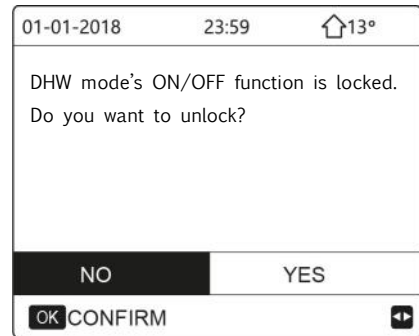 01-01-2018 23:59 13°
DHW mode's ON/OFF function is locked.
Do you want to unlock?
NO YES
OK CONFIRM